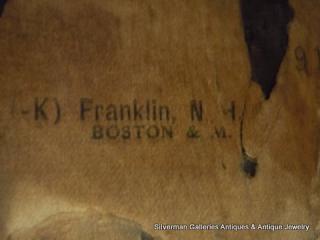 -K) Franklin, N. H.
BOSTON & M.
Silverman Galleries Antiques & Antique Jewelry